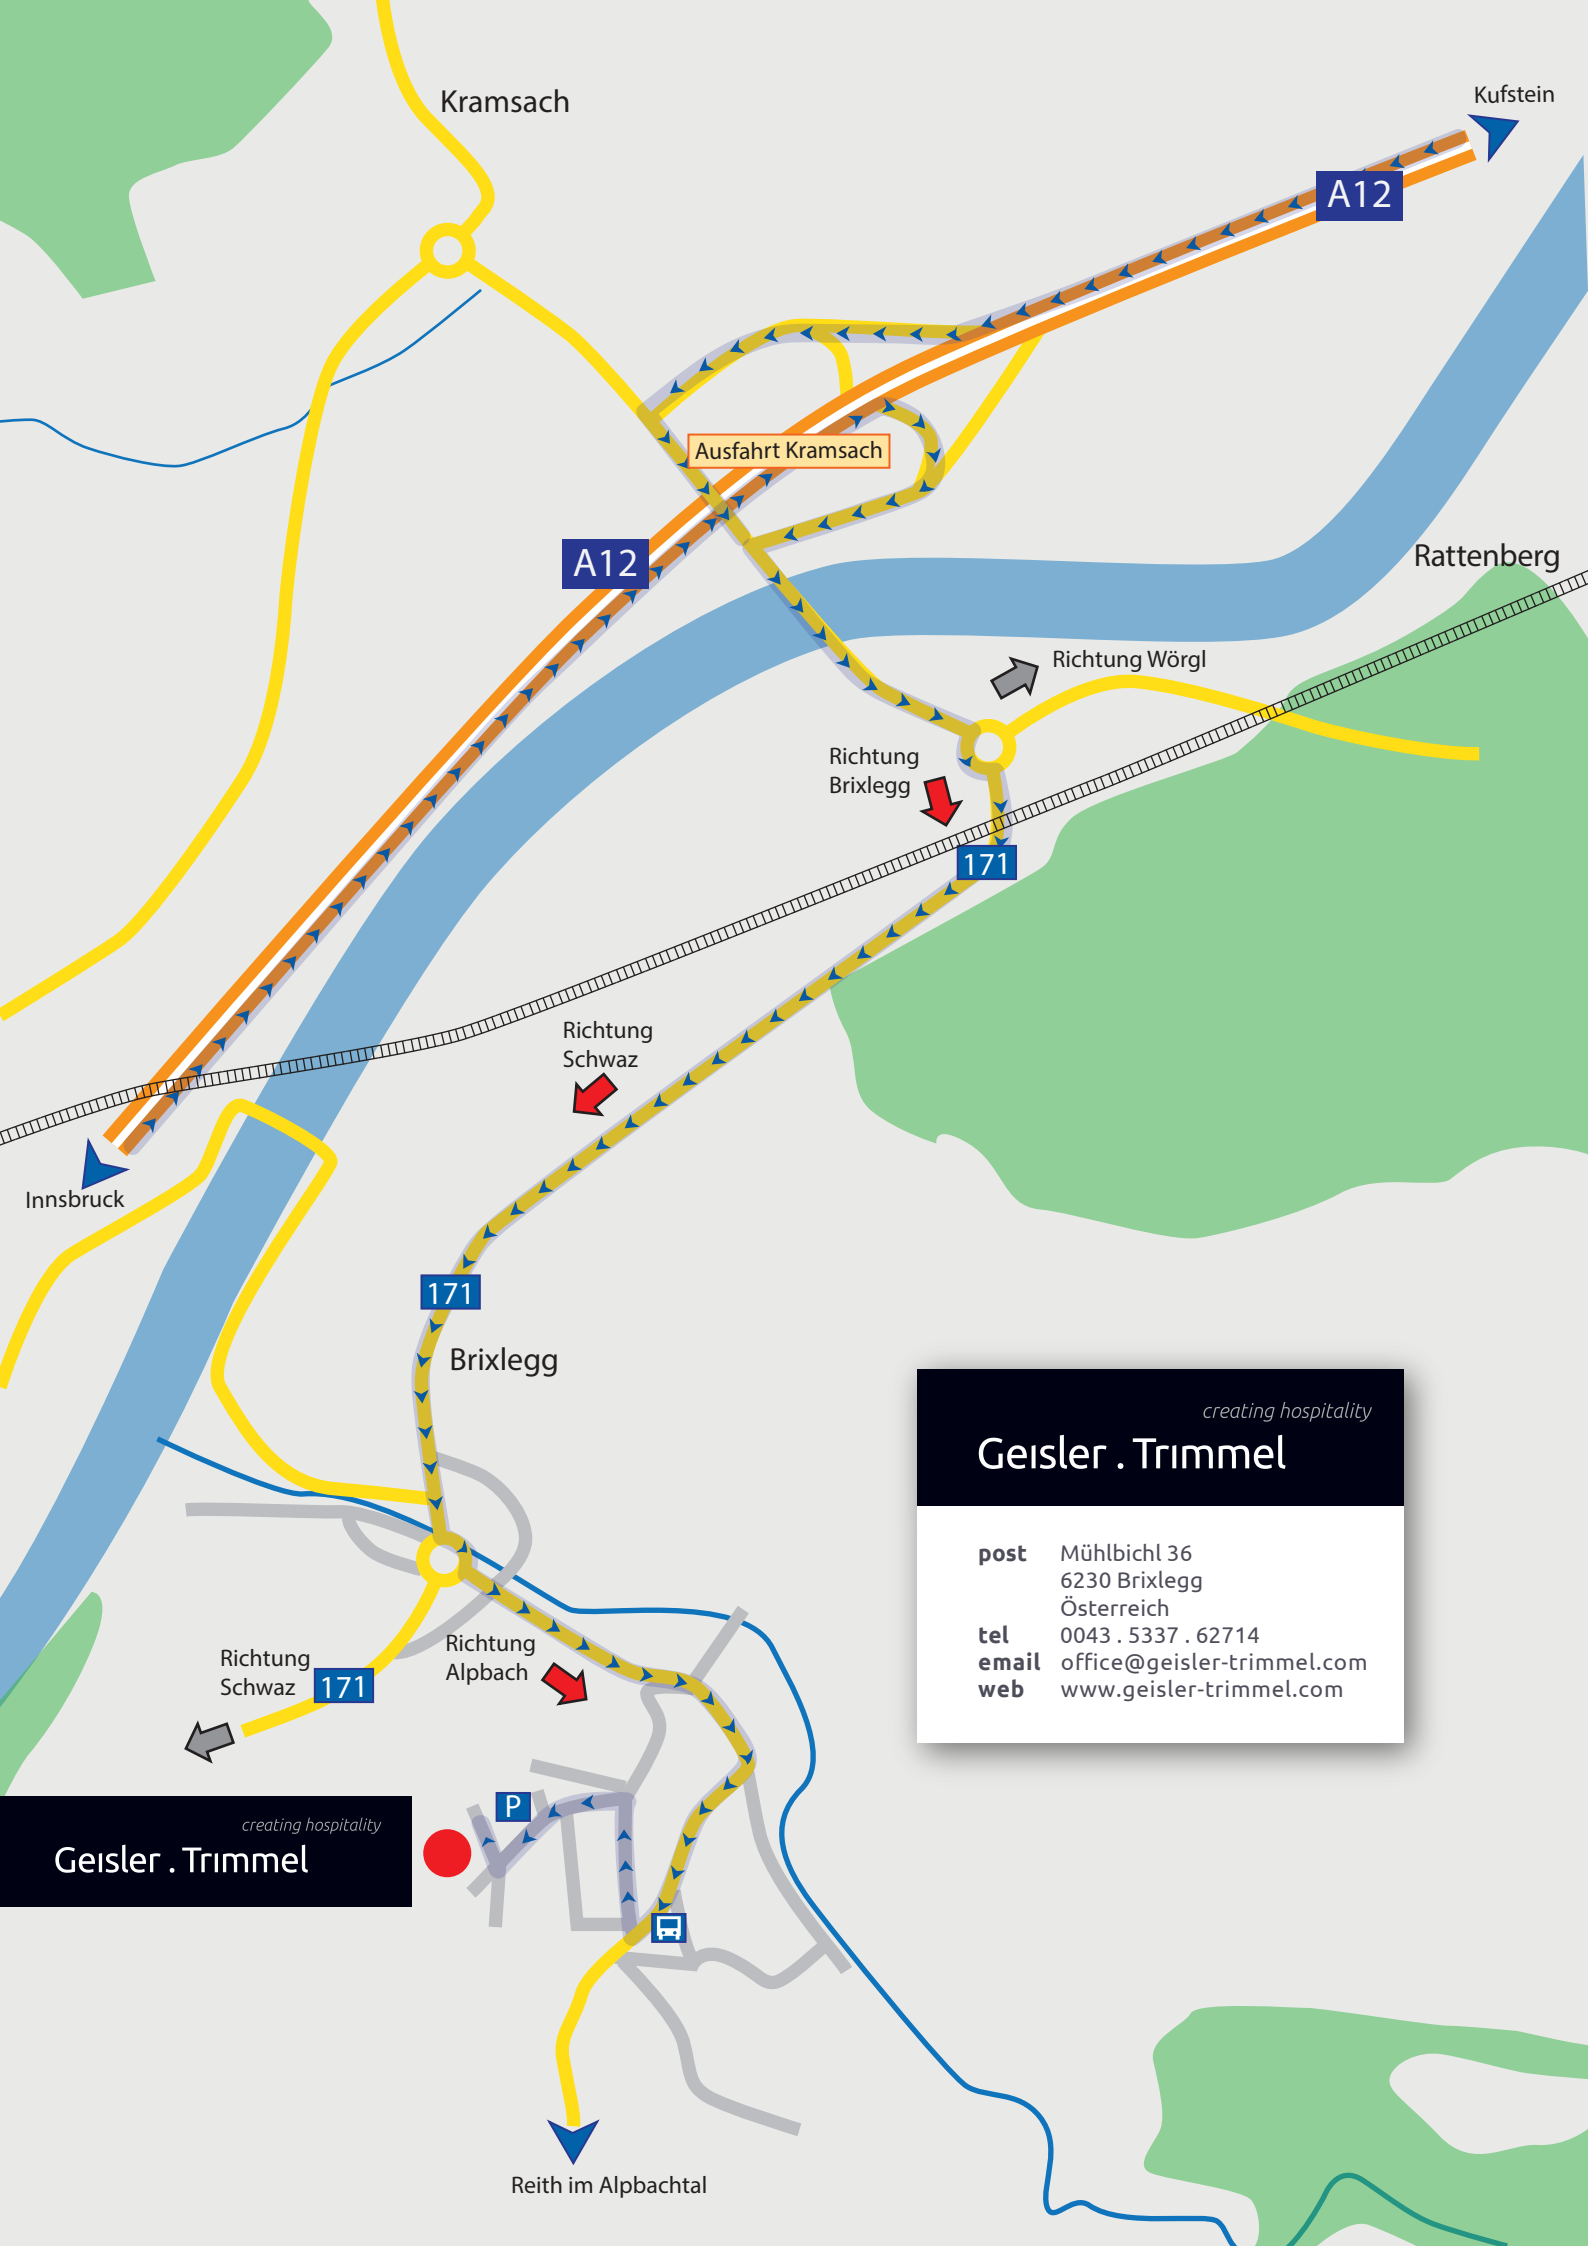 Kramsach
Kufstein
A12
Ausfahrt Kramsach
A12
Rattenberg
Richtung Wörgl
Richtung
Brixlegg
171
Richtung
Schwaz
Innsbruck
171
Brixlegg
creating hospitality
Geisler . Trimmel
post Mühlbichl 36
6230 Brixlegg
Österreich
tel 0043 . 5337 . 62714
email office@geisler-trimmel.com
web www.geisler-trimmel.com
Richtung
Alpbach
Richtung
Schwaz
171
P
creating hospitality
Geisler . Trimmel
Reith im Alpbachtal